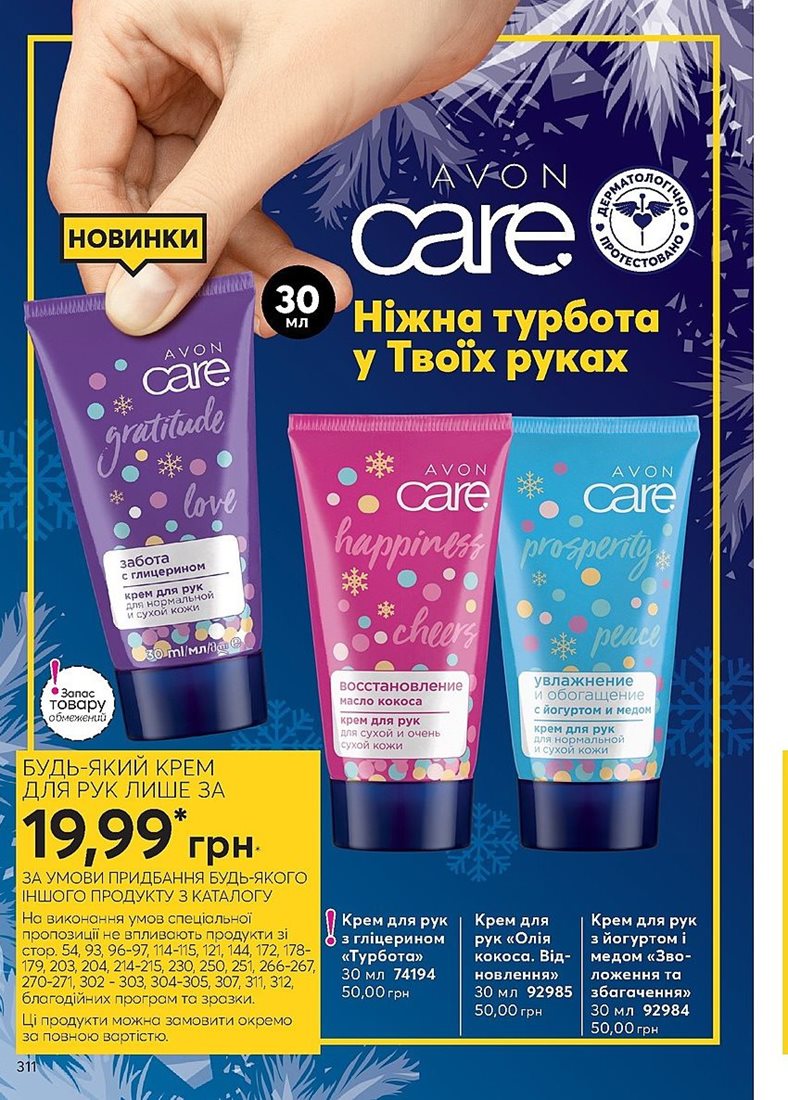 AVON
care
ДЕРМАТОЛОГІЧНО
ПРОТЕСТОВАНО
НОВИНКИ
30
МЛ
Ніжна турбота
у Твоїх руках
AVON
care
gratitude
love
забота
с глицерином
крем для рук
для нормальной
и сухой кожи
30 ml/мл/
AVON
care
happiness
cheers
восстановление
масло кокоса
крем для рук
для сухой и очень
сухой кожи
AVON
care
prosperity
peace
увлажнение
и обогащение
с йогуртом и медом
крем для рук
для нормальной
и сухой кожи
!
Запас
товару
обмежений
БУДЬ-ЯКИЙ КРЕМ
ДЛЯ РУК ЛИШЕ ЗА
19,99* грн.
ЗА УМОВИ ПРИДБАННЯ БУДЬ-ЯКОГО
ІНШОГО ПРОДУКТУ З КАТАЛОГУ
На виконання умов спеціальної
пропозиції не впливають продукти зі
стор. 54, 93, 96-97, 114-115, 121, 144, 172, 178-
179, 203, 204, 214-215, 230, 250, 251, 266-267,
270-271, 302 - 303, 304-305, 307, 311, 312,
благодійних програм та зразки.
Ці продукти можна замовити окремо
за повною вартістю.
!
Крем для рук
з гліцерином
«Турбота»
30 мл 74194
50,00 грн
Крем для
рук «Олія
кокоса. Від-
новлення»
30 мл 92985
50,00 грн
Крем для рук
з йогуртом і
медом «Зво-
ложення та
збагачення»
30 мл 92984
50,00 грн
311